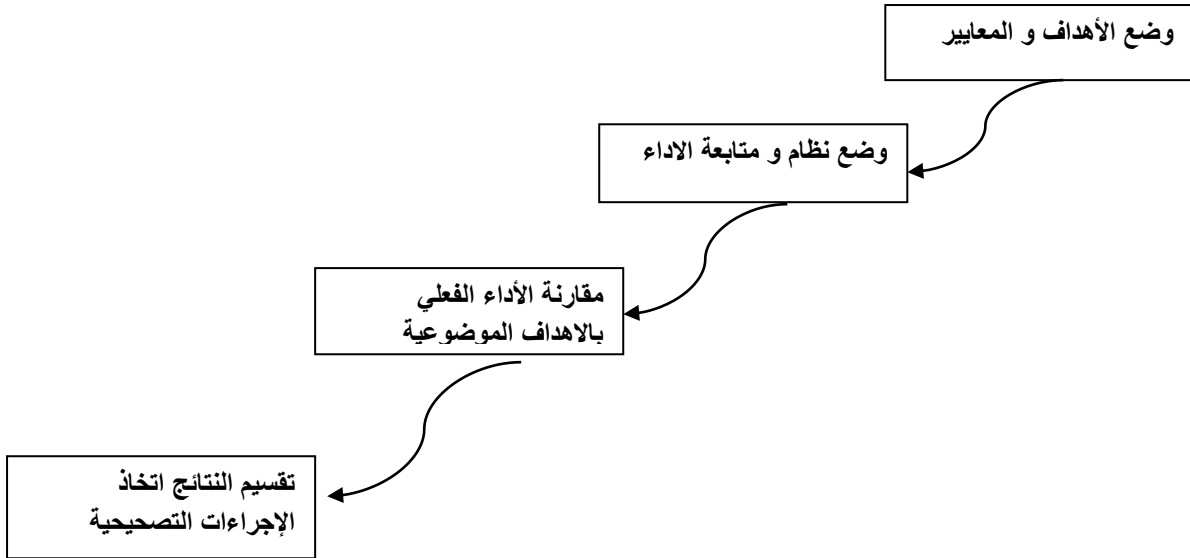 وضع الأهداف و المعايير
وضع نظام و متابعة الاداء
مقارنة الأداء الفعلي
بالاهداف الموضوعية
تقسيم النتائج اتخاذ
الإجراءات التصحيحية